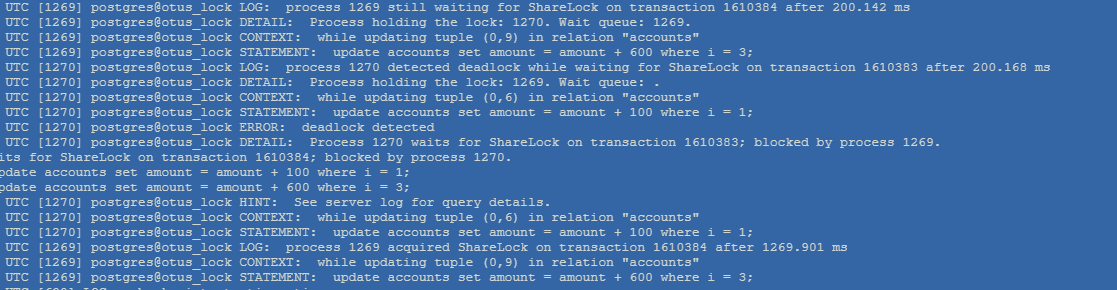 UTC [1269] postgres@otus_lock LOG:  process 1269 still waiting for ShareLock on transaction 1610384 after 200.142 ms
UTC [1269] postgres@otus_lock DETAIL:  Process holding the lock: 1270. Wait queue: 1269.
UTC [1269] postgres@otus_lock CONTEXT:  while updating tuple (0,9) in relation "accounts"
UTC [1269] postgres@otus_lock STATEMENT:  update accounts set amount = amount + 600 where i = 3;
UTC [1270] postgres@otus_lock LOG:  process 1270 detected deadlock while waiting for ShareLock on transaction 1610383 after 200.168 ms
UTC [1270] postgres@otus_lock DETAIL:  Process holding the lock: 1269. Wait queue: .
UTC [1270] postgres@otus_lock CONTEXT:  while updating tuple (0,6) in relation "accounts"
UTC [1270] postgres@otus_lock STATEMENT:  update accounts set amount = amount + 100 where i = 1;
UTC [1270] postgres@otus_lock ERROR:  deadlock detected
UTC [1270] postgres@otus_lock DETAIL:  Process 1270 waits for ShareLock on transaction 1610383; blocked by process 1269.
its for ShareLock on transaction 1610384; blocked by process 1270.
pdate accounts set amount = amount + 100 where i = 1;
pdate accounts set amount = amount + 600 where i = 3;
UTC [1270] postgres@otus_lock HINT:  See server log for query details.
UTC [1270] postgres@otus_lock CONTEXT:  while updating tuple (0,6) in relation "accounts"
UTC [1270] postgres@otus_lock STATEMENT:  update accounts set amount = amount + 100 where i = 1;
UTC [1269] postgres@otus_lock LOG:  process 1269 acquired ShareLock on transaction 1610384 after 1269.901 ms
UTC [1269] postgres@otus_lock CONTEXT:  while updating tuple (0,9) in relation "accounts"
UTC [1269] postgres@otus_lock STATEMENT:  update accounts set amount = amount + 600 where i = 3;